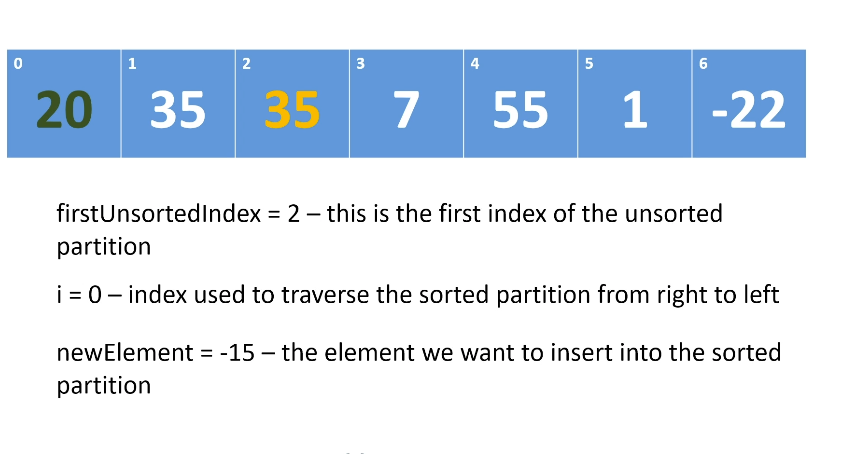 0 1 2 3 4 5 6
20 35 35 7 55 1 -22
firstUnsortedIndex = 2 – this is the first index of the unsorted
partition
i = 0 – index used to traverse the sorted partition from right to left
newElement = -15 – the element we want to insert into the sorted
partition